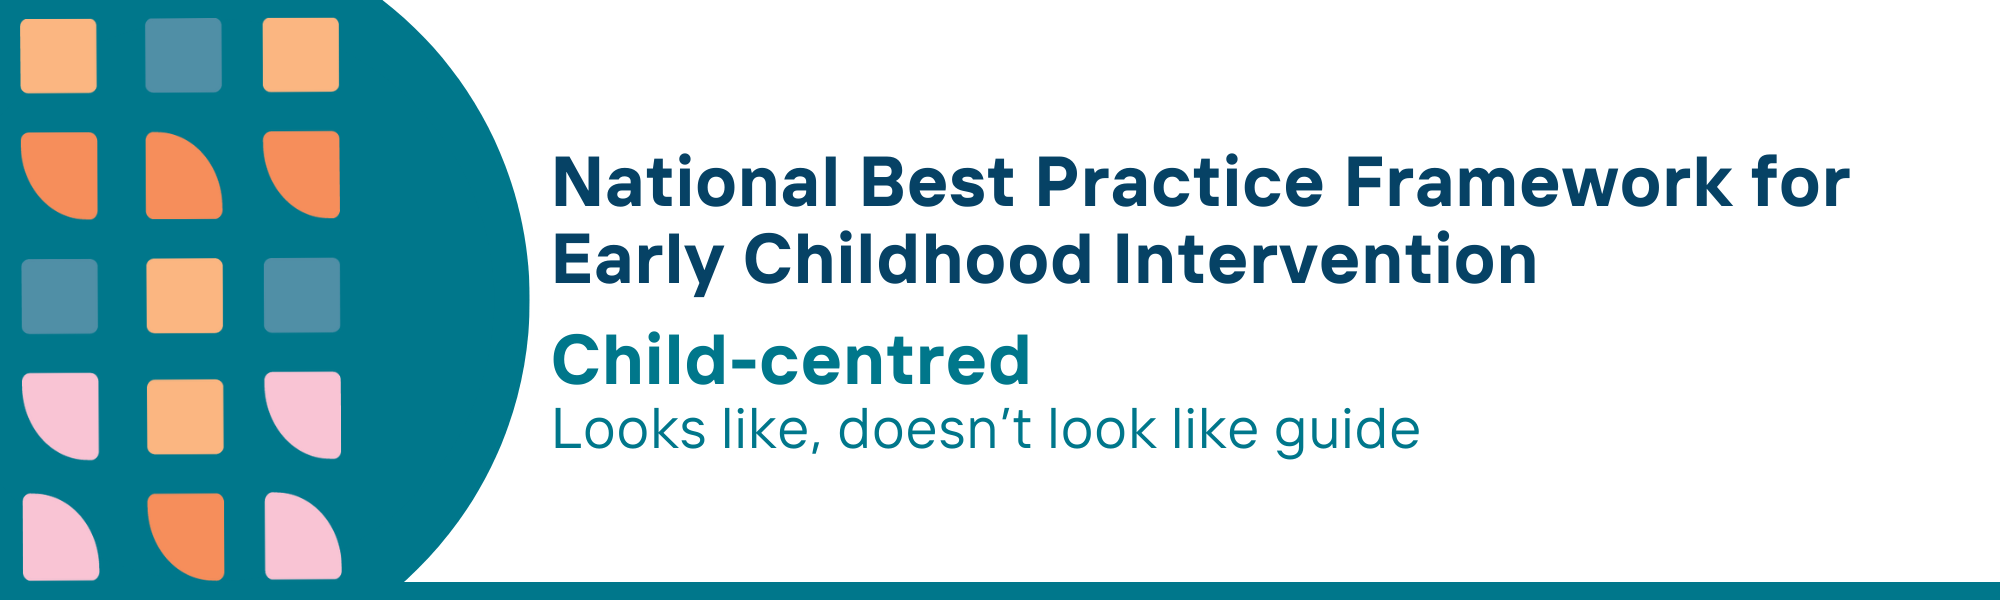 National Best Practice Framework for
Early Childhood Intervention
Child-centred
Looks like, doesn’t look like guide